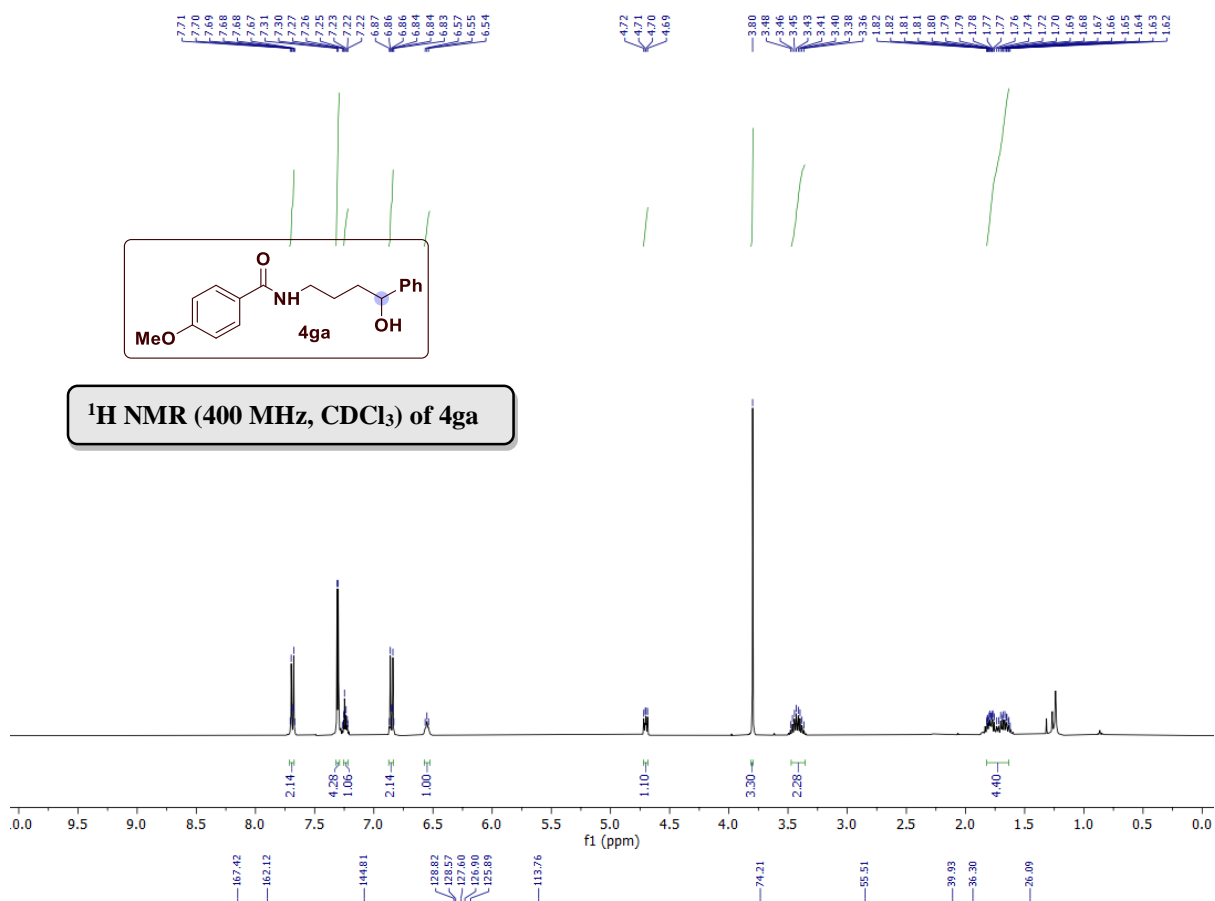 7.71 7.70 7.69 7.68 7.68 7.67 7.31 7.30 7.27 7.26 7.25 7.23 7.22 7.22 6.87 6.86 6.86 6.84 6.84 6.83 6.57 6.55 6.54 4.72 4.71 4.70 4.69 3.80 3.48 3.46 3.45 3.43 3.41 3.40 3.38 3.36 1.82 1.82 1.81 1.81 1.80 1.79 1.79 1.78 1.77 1.77 1.76 1.74 1.72 1.70 1.69 1.68 1.67 1.66 1.65 1.64 1.63 1.62
O
N
H
Ph
OH
MeO
4ga
¹H NMR (400 MHz, CDCl₃) of 4ga
2.14 4.28 1.06 2.14 1.00 1.10 3.30 2.28 4.40
.0.0 9.5 9.0 8.5 8.0 7.5 7.0 6.5 6.0 5.5 5.0 4.5 4.0 3.5 3.0 2.5 2.0 1.5 1.0 0.5 0.0
f1 (ppm)
167.42 162.12 144.81 128.82 128.57 127.60 126.90 125.89 113.76 74.21 55.51 39.93 36.30 26.09